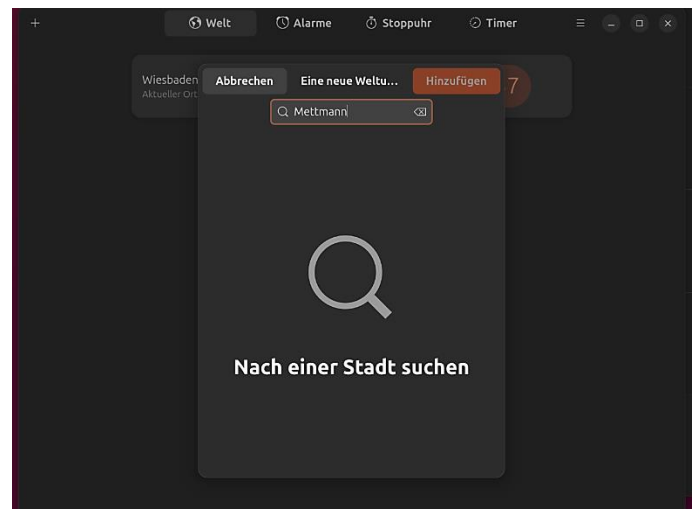 Welt Alarme Stoppuhr Timer
Wiesbaden
Aktueller Ort
Abbrechen Eine neue Weltu... Hinzufügen
7
Mettmann
Nach einer Stadt suchen